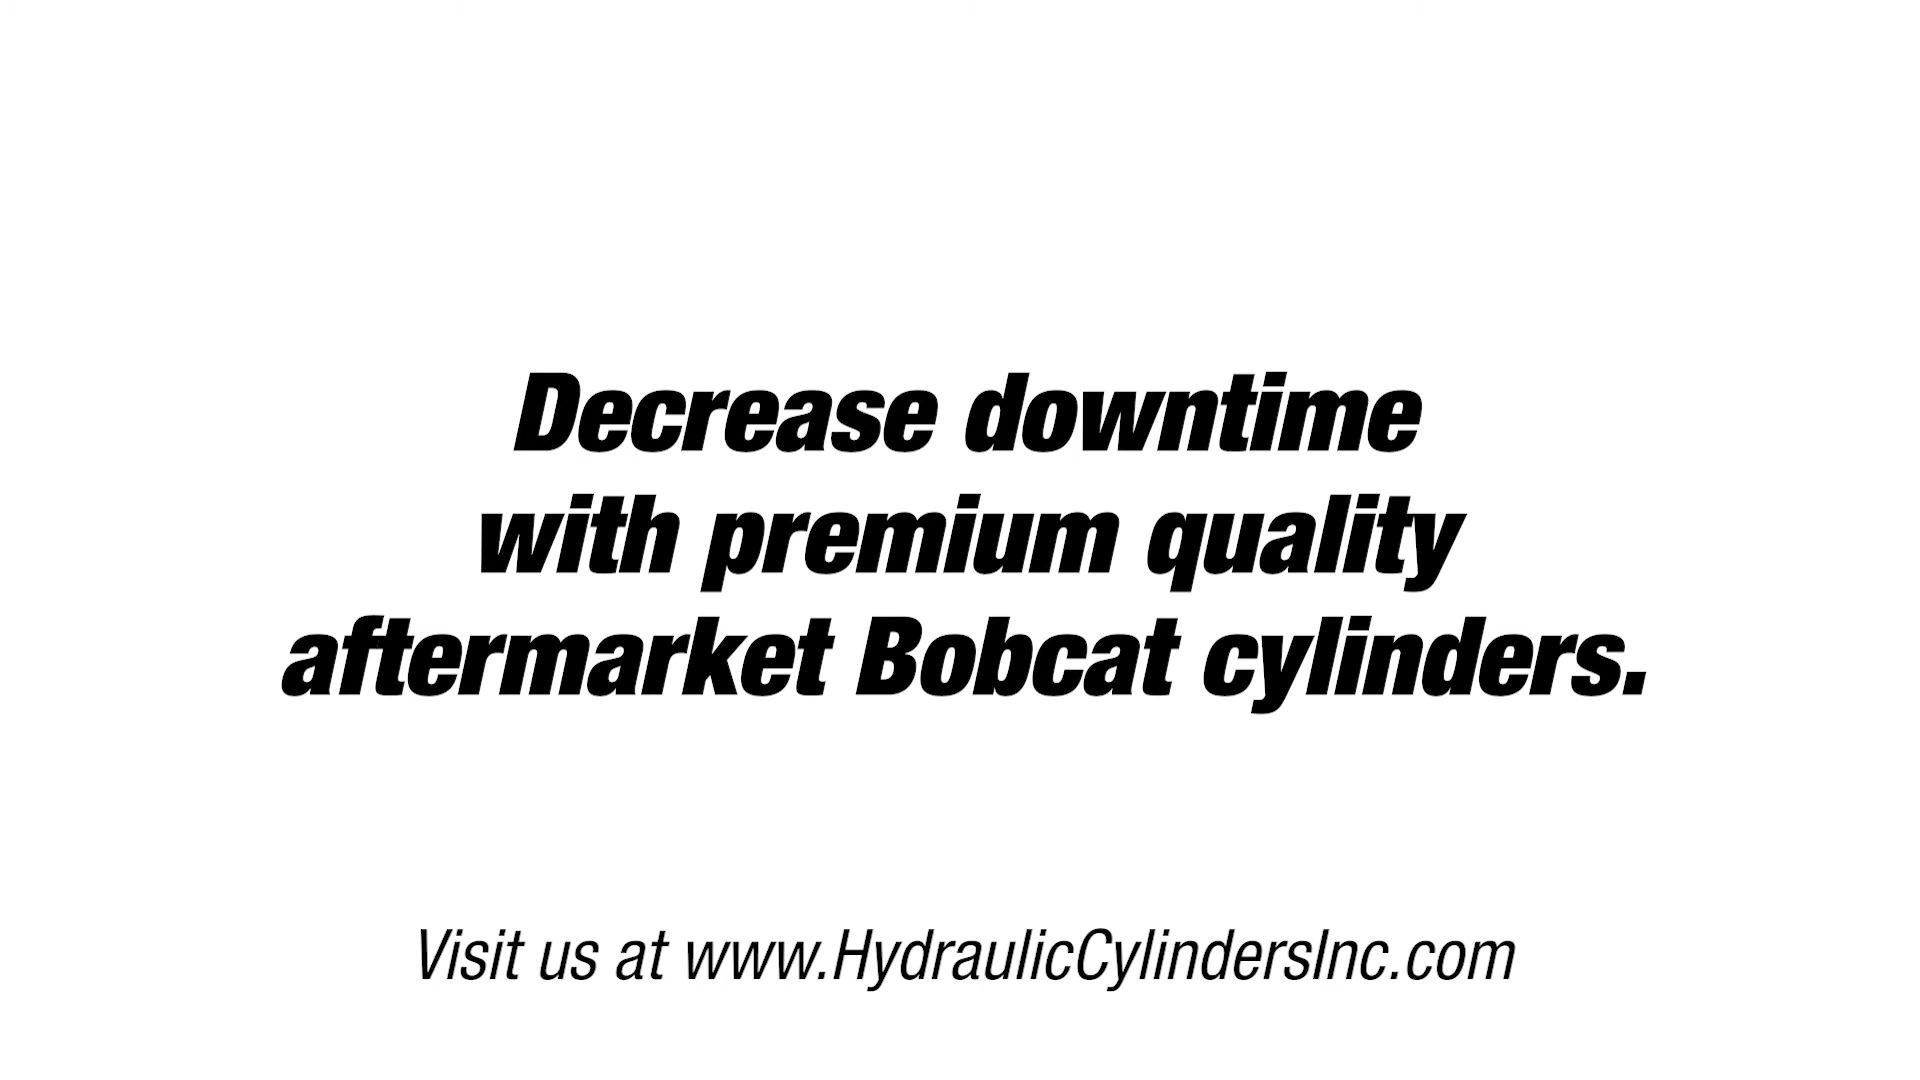 Decrease downtime
with premium quality
aftermarket Bobcat cylinders.
Visit us at www.HydraulicCylindersInc.com